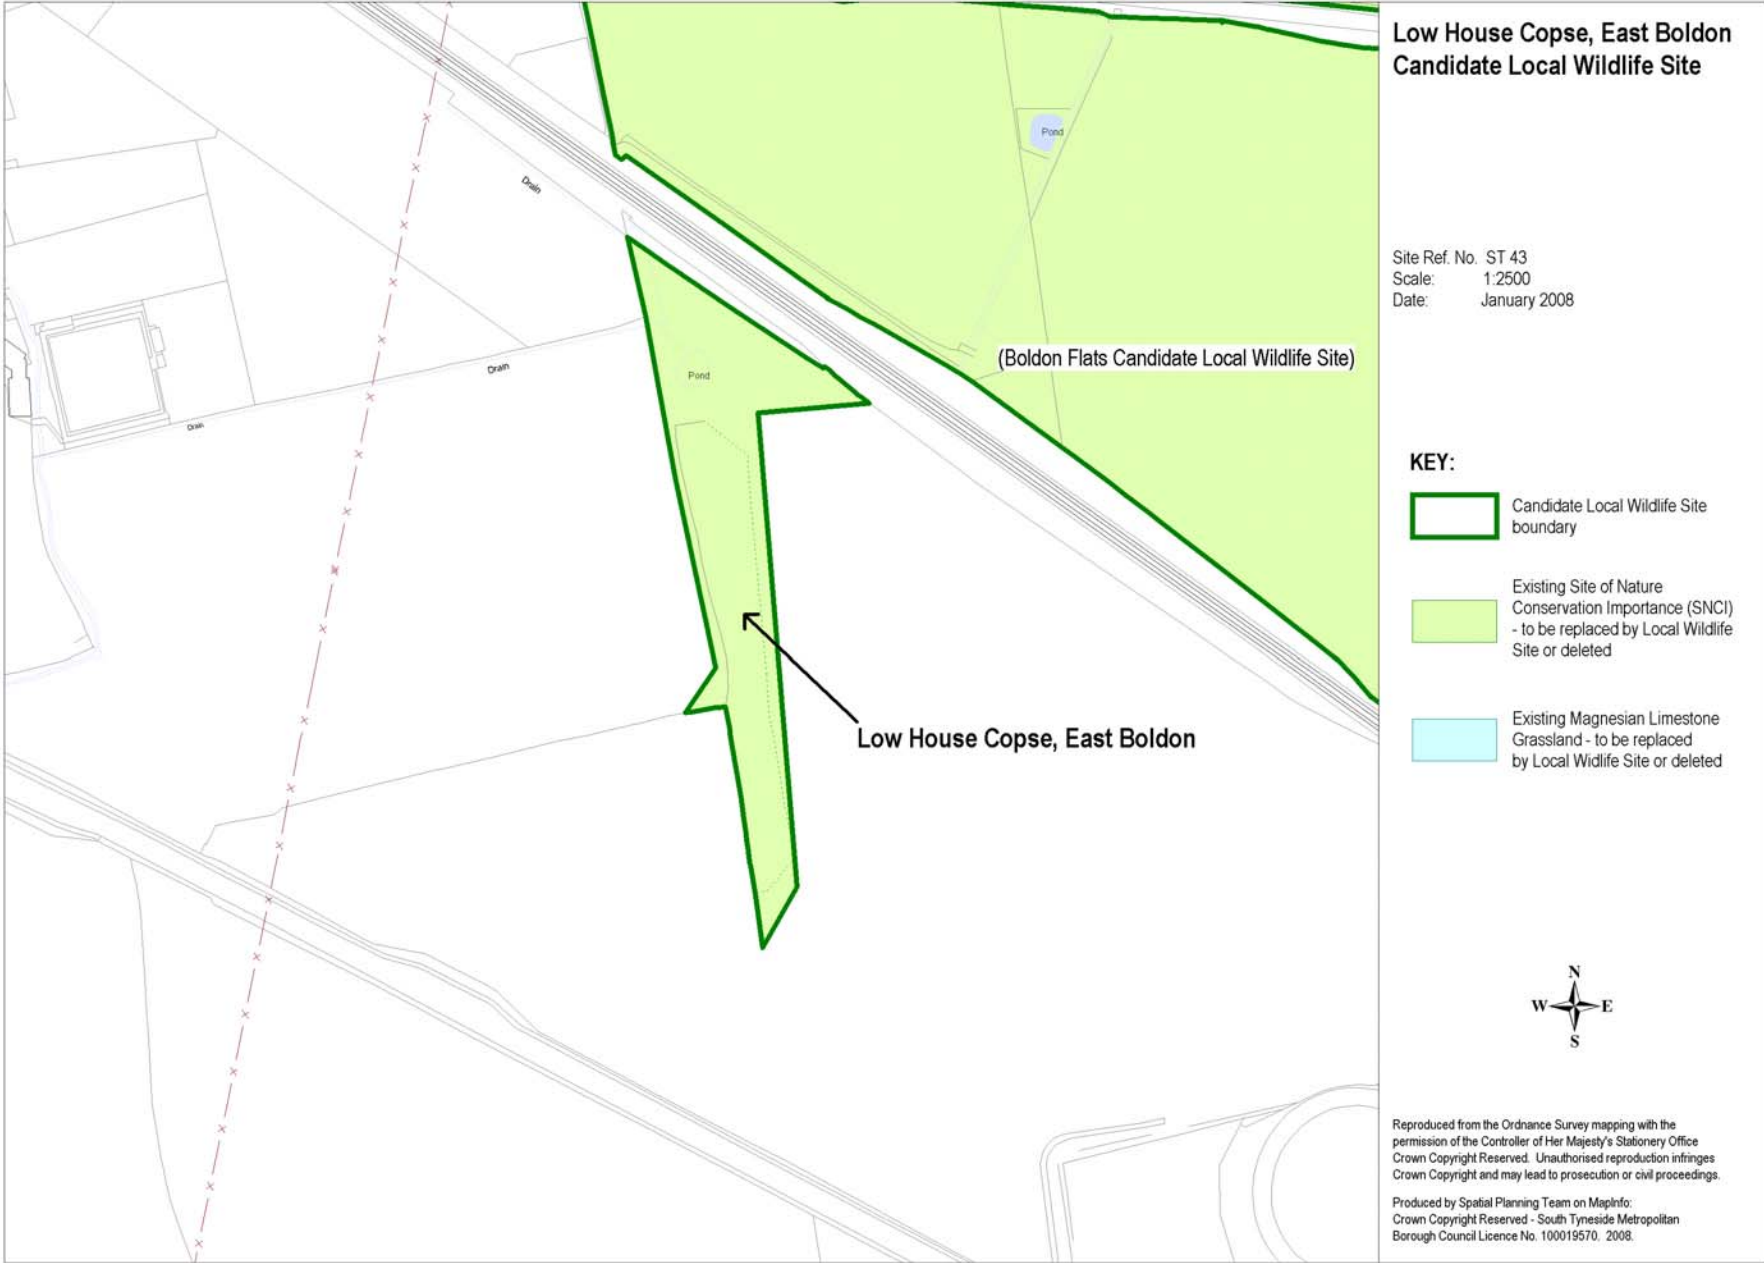 Low House Copse, East Boldon
Candidate Local Wildlife Site
Site Ref. No. ST 43
Scale: 1:2500
Date: January 2008
Pond
Drain
(Boldon Flats Candidate Local Wildlife Site)
Drain
Pond
Drain
Low House Copse, East Boldon
KEY:
Candidate Local Wildlife Site
boundary
Existing Site of Nature
Conservation Importance (SNCI)
- to be replaced by Local Wildlife
Site or deleted
Existing Magnesian Limestone
Grassland - to be replaced
by Local Widlife Site or deleted
N
W E
S
Reproduced from the Ordnance Survey mapping with the
permission of the Controller of Her Majesty's Stationery Office
Crown Copyright Reserved. Unauthorised reproduction infringes
Crown Copyright and may lead to prosecution or civil proceedings.
Produced by Spatial Planning Team on MapInfo:
Crown Copyright Reserved - South Tyneside Metropolitan
Borough Council Licence No. 100019570. 2008.